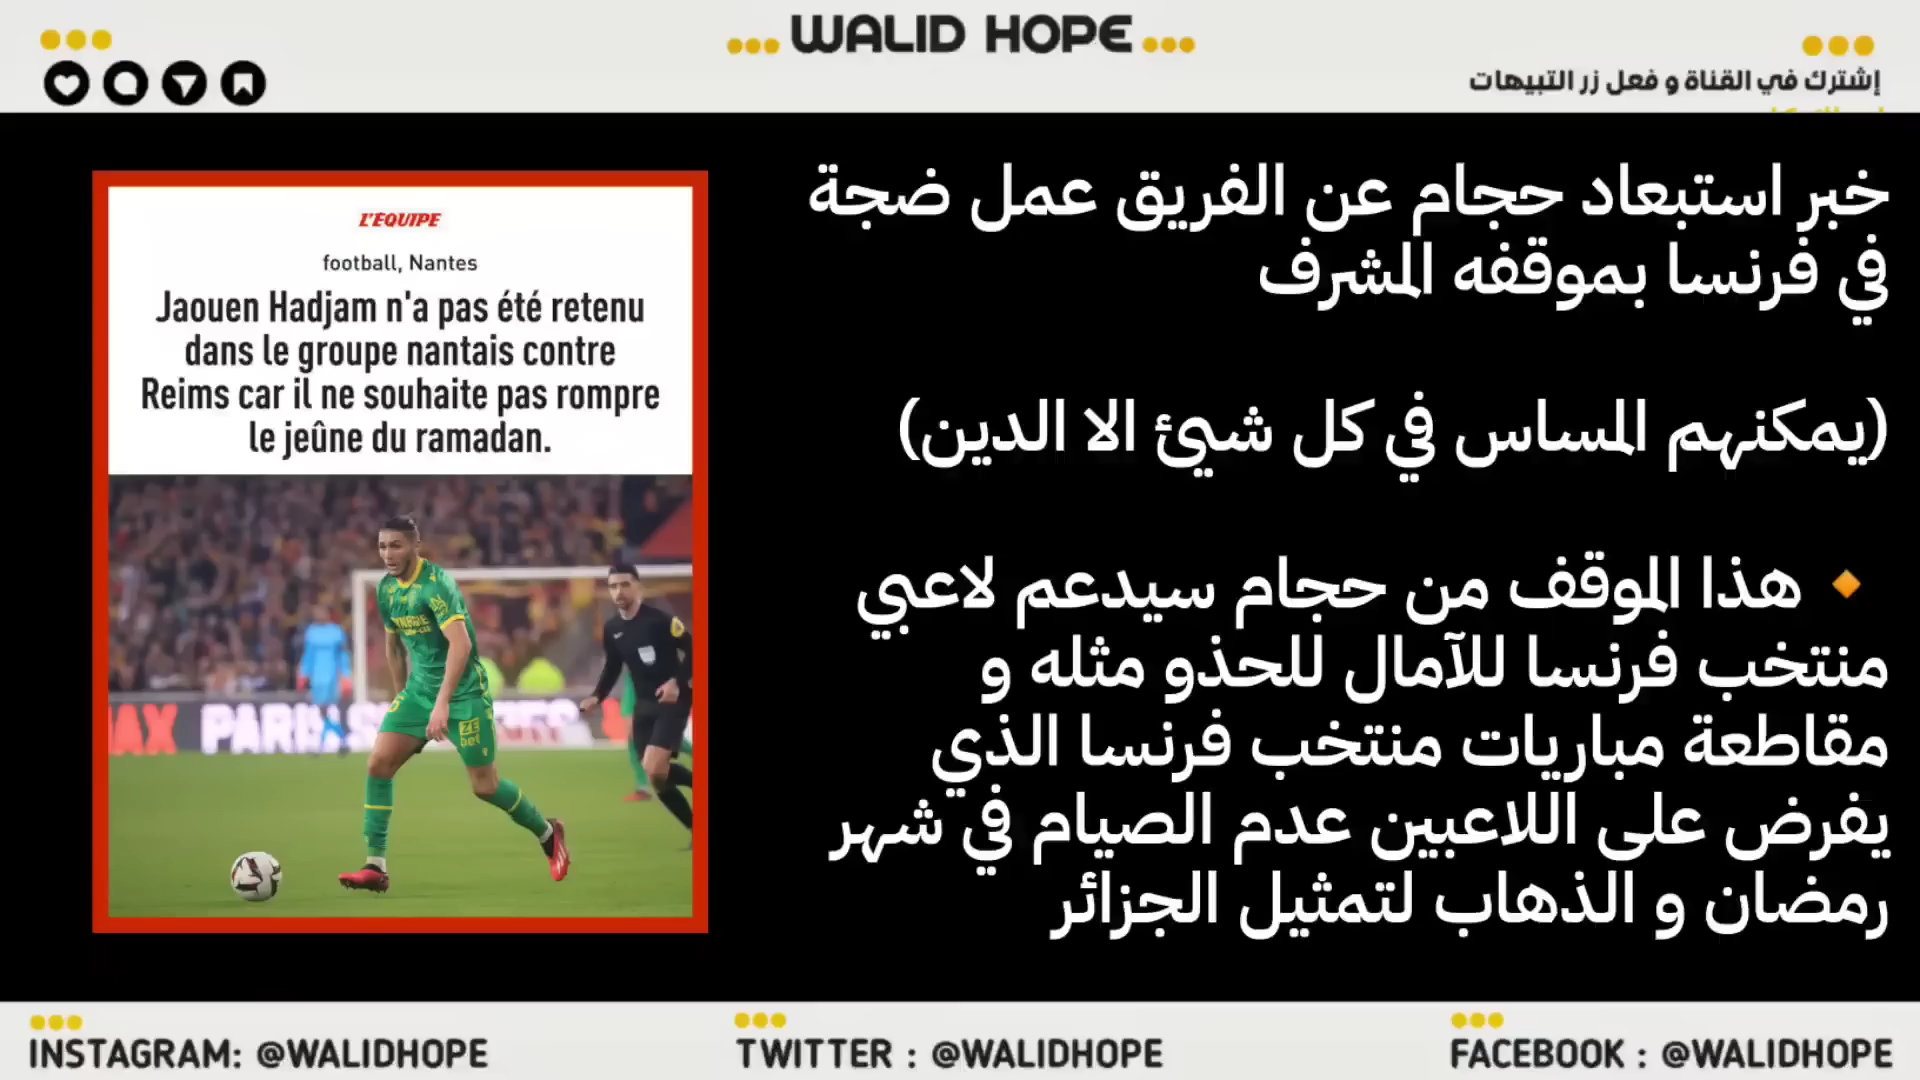 WALID HOPE
إشترك في القناة و فعل زر التبيهات
L'ÉQUIPE
football, Nantes
Jaouen Hadjam n'a pas été retenu
dans le groupe nantais contre
Reims car il ne souhaite pas rompre
le jeûne du ramadan.
خبر استبعاد حجام عن الفريق عمل ضجة
في فرنسا بموقفه المشرف
(يمكنهم المساس في كل شيئ الا الدين)
🔸 هذا الموقف من حجام سيدعم لاعبي
منتخب فرنسا للآمال للحذو مثله و
مقاطعة مباريات منتخب فرنسا الذي
يفرض على اللاعبين عدم الصيام في شهر
رمضان و الذهاب لتمثيل الجزائر
ZE
bet
INSTAGRAM: @WALIDHOPE
TWITTER : @WALIDHOPE
FACEBOOK : @WALIDHOPE